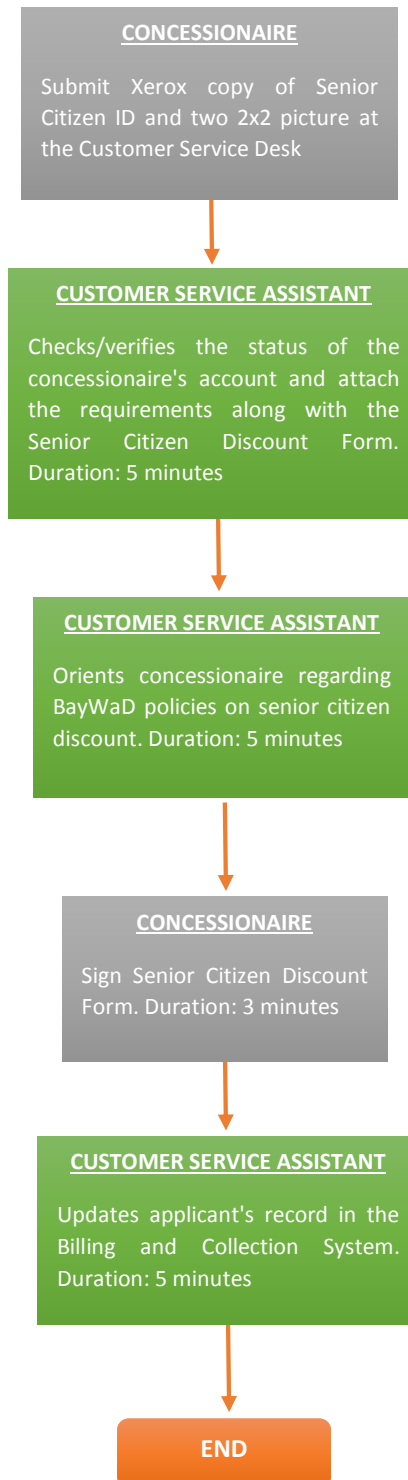 CONCESSIONAIRE
Submit Xerox copy of Senior
Citizen ID and two 2x2 picture at
the Customer Service Desk
CUSTOMER SERVICE ASSISTANT
Checks/verifies the status of the
concessionaire's account and attach
the requirements along with the
Senior Citizen Discount Form.
Duration: 5 minutes
CUSTOMER SERVICE ASSISTANT
Orients concessionaire regarding
BayWaD policies on senior citizen
discount. Duration: 5 minutes
CONCESSIONAIRE
Sign Senior Citizen Discount
Form. Duration: 3 minutes
CUSTOMER SERVICE ASSISTANT
Updates applicant's record in the
Billing and Collection System.
Duration: 5 minutes
END